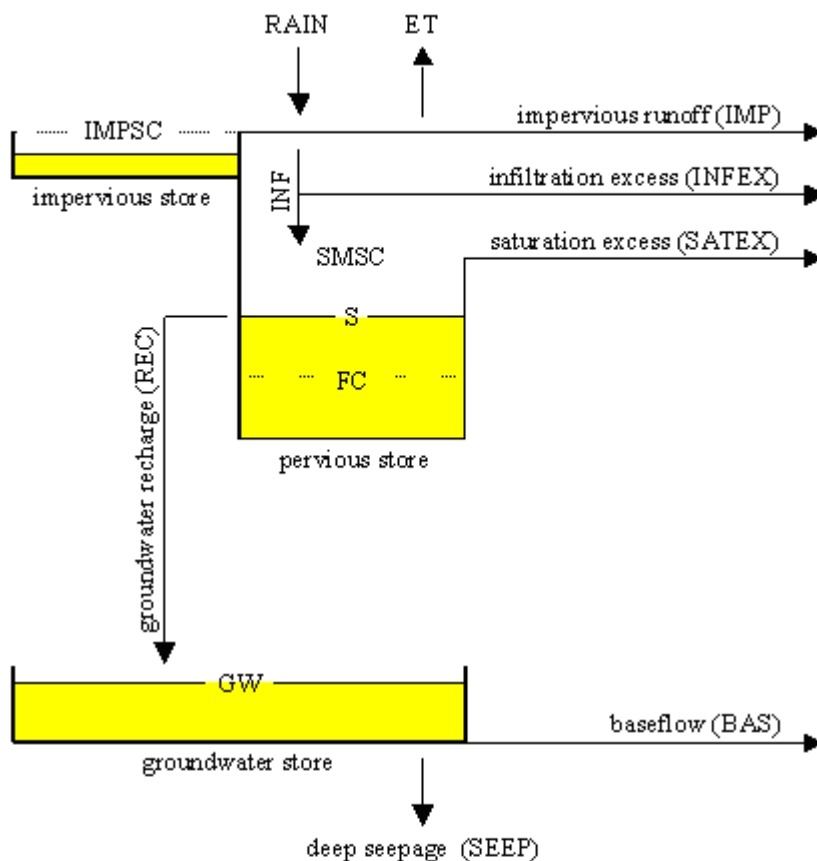 RAIN
ET
IMPSC
impervious runoff (IMP)
impervious store
INF
infiltration excess (INFEX)
SMSC
saturation excess (SATEX)
S
FC
pervious store
groundwater recharge (REC)
GW
groundwater store
baseflow (BAS)
deep seepage (SEEP)